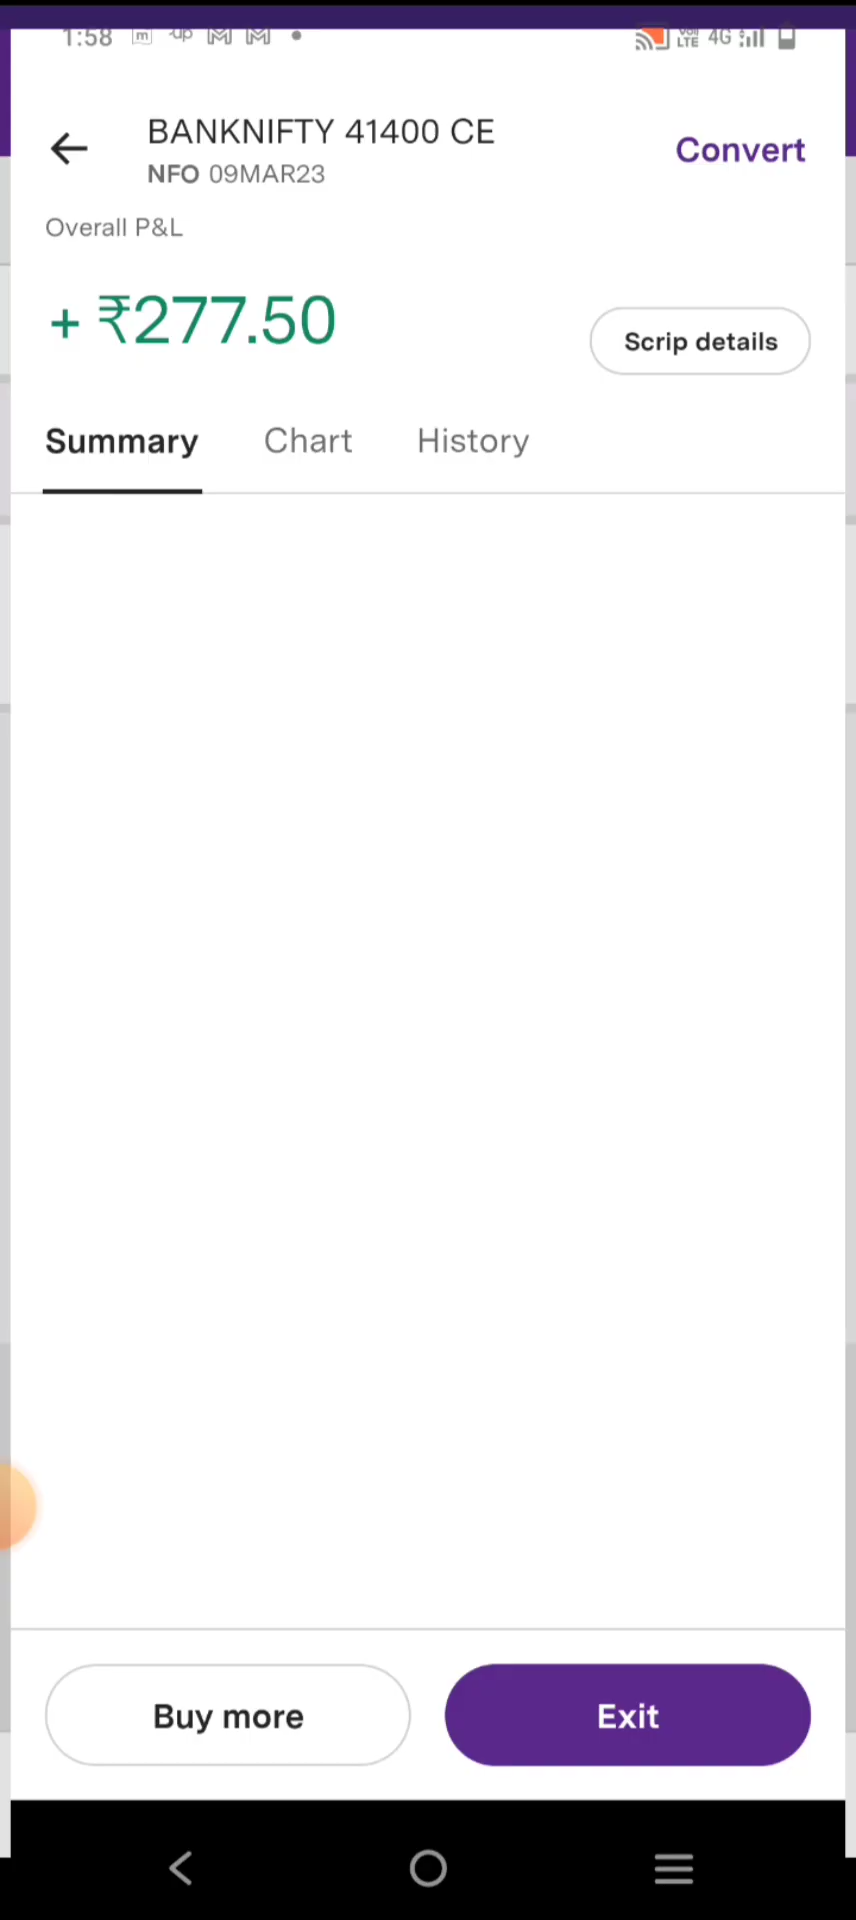 1:58 4G
BANKNIFTY 41400 CE
Convert
NFO 09MAR23
Overall P&L
+ ₹277.50
Scrip details
Summary Chart History
Buy more
Exit